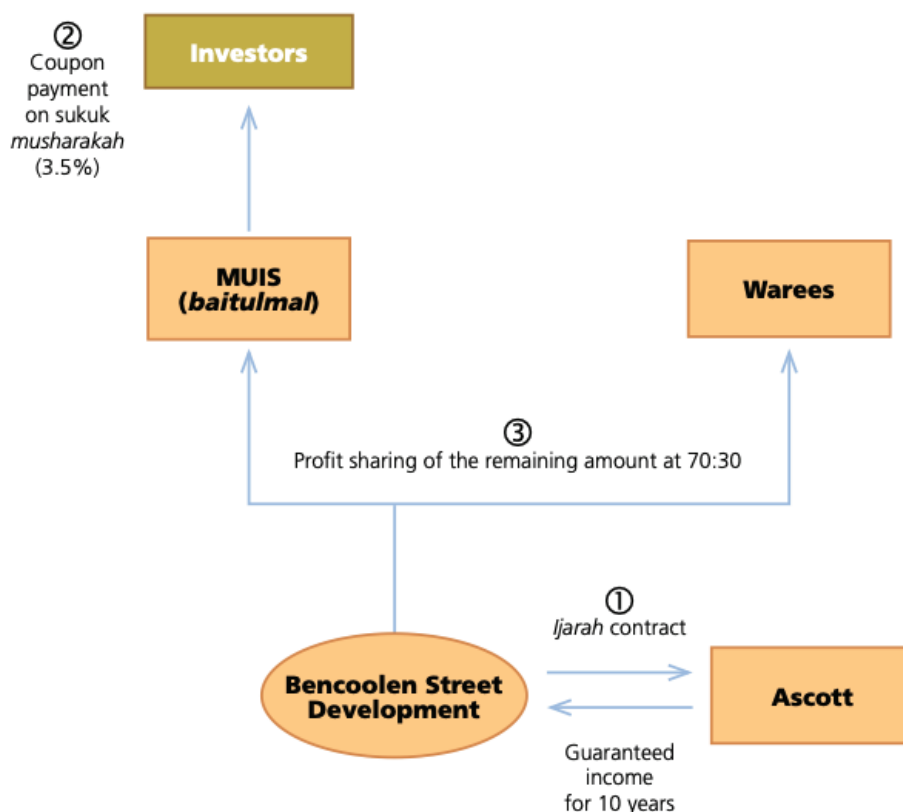 ②
Coupon
payment
on sukuk
musharakah
(3.5%)
Investors
MUIS
(baitulmal)
Warees
③
Profit sharing of the remaining amount at 70:30
①
Ijarah contract
Bencoolen Street
Development
Ascott
Guaranteed
income
for 10 years